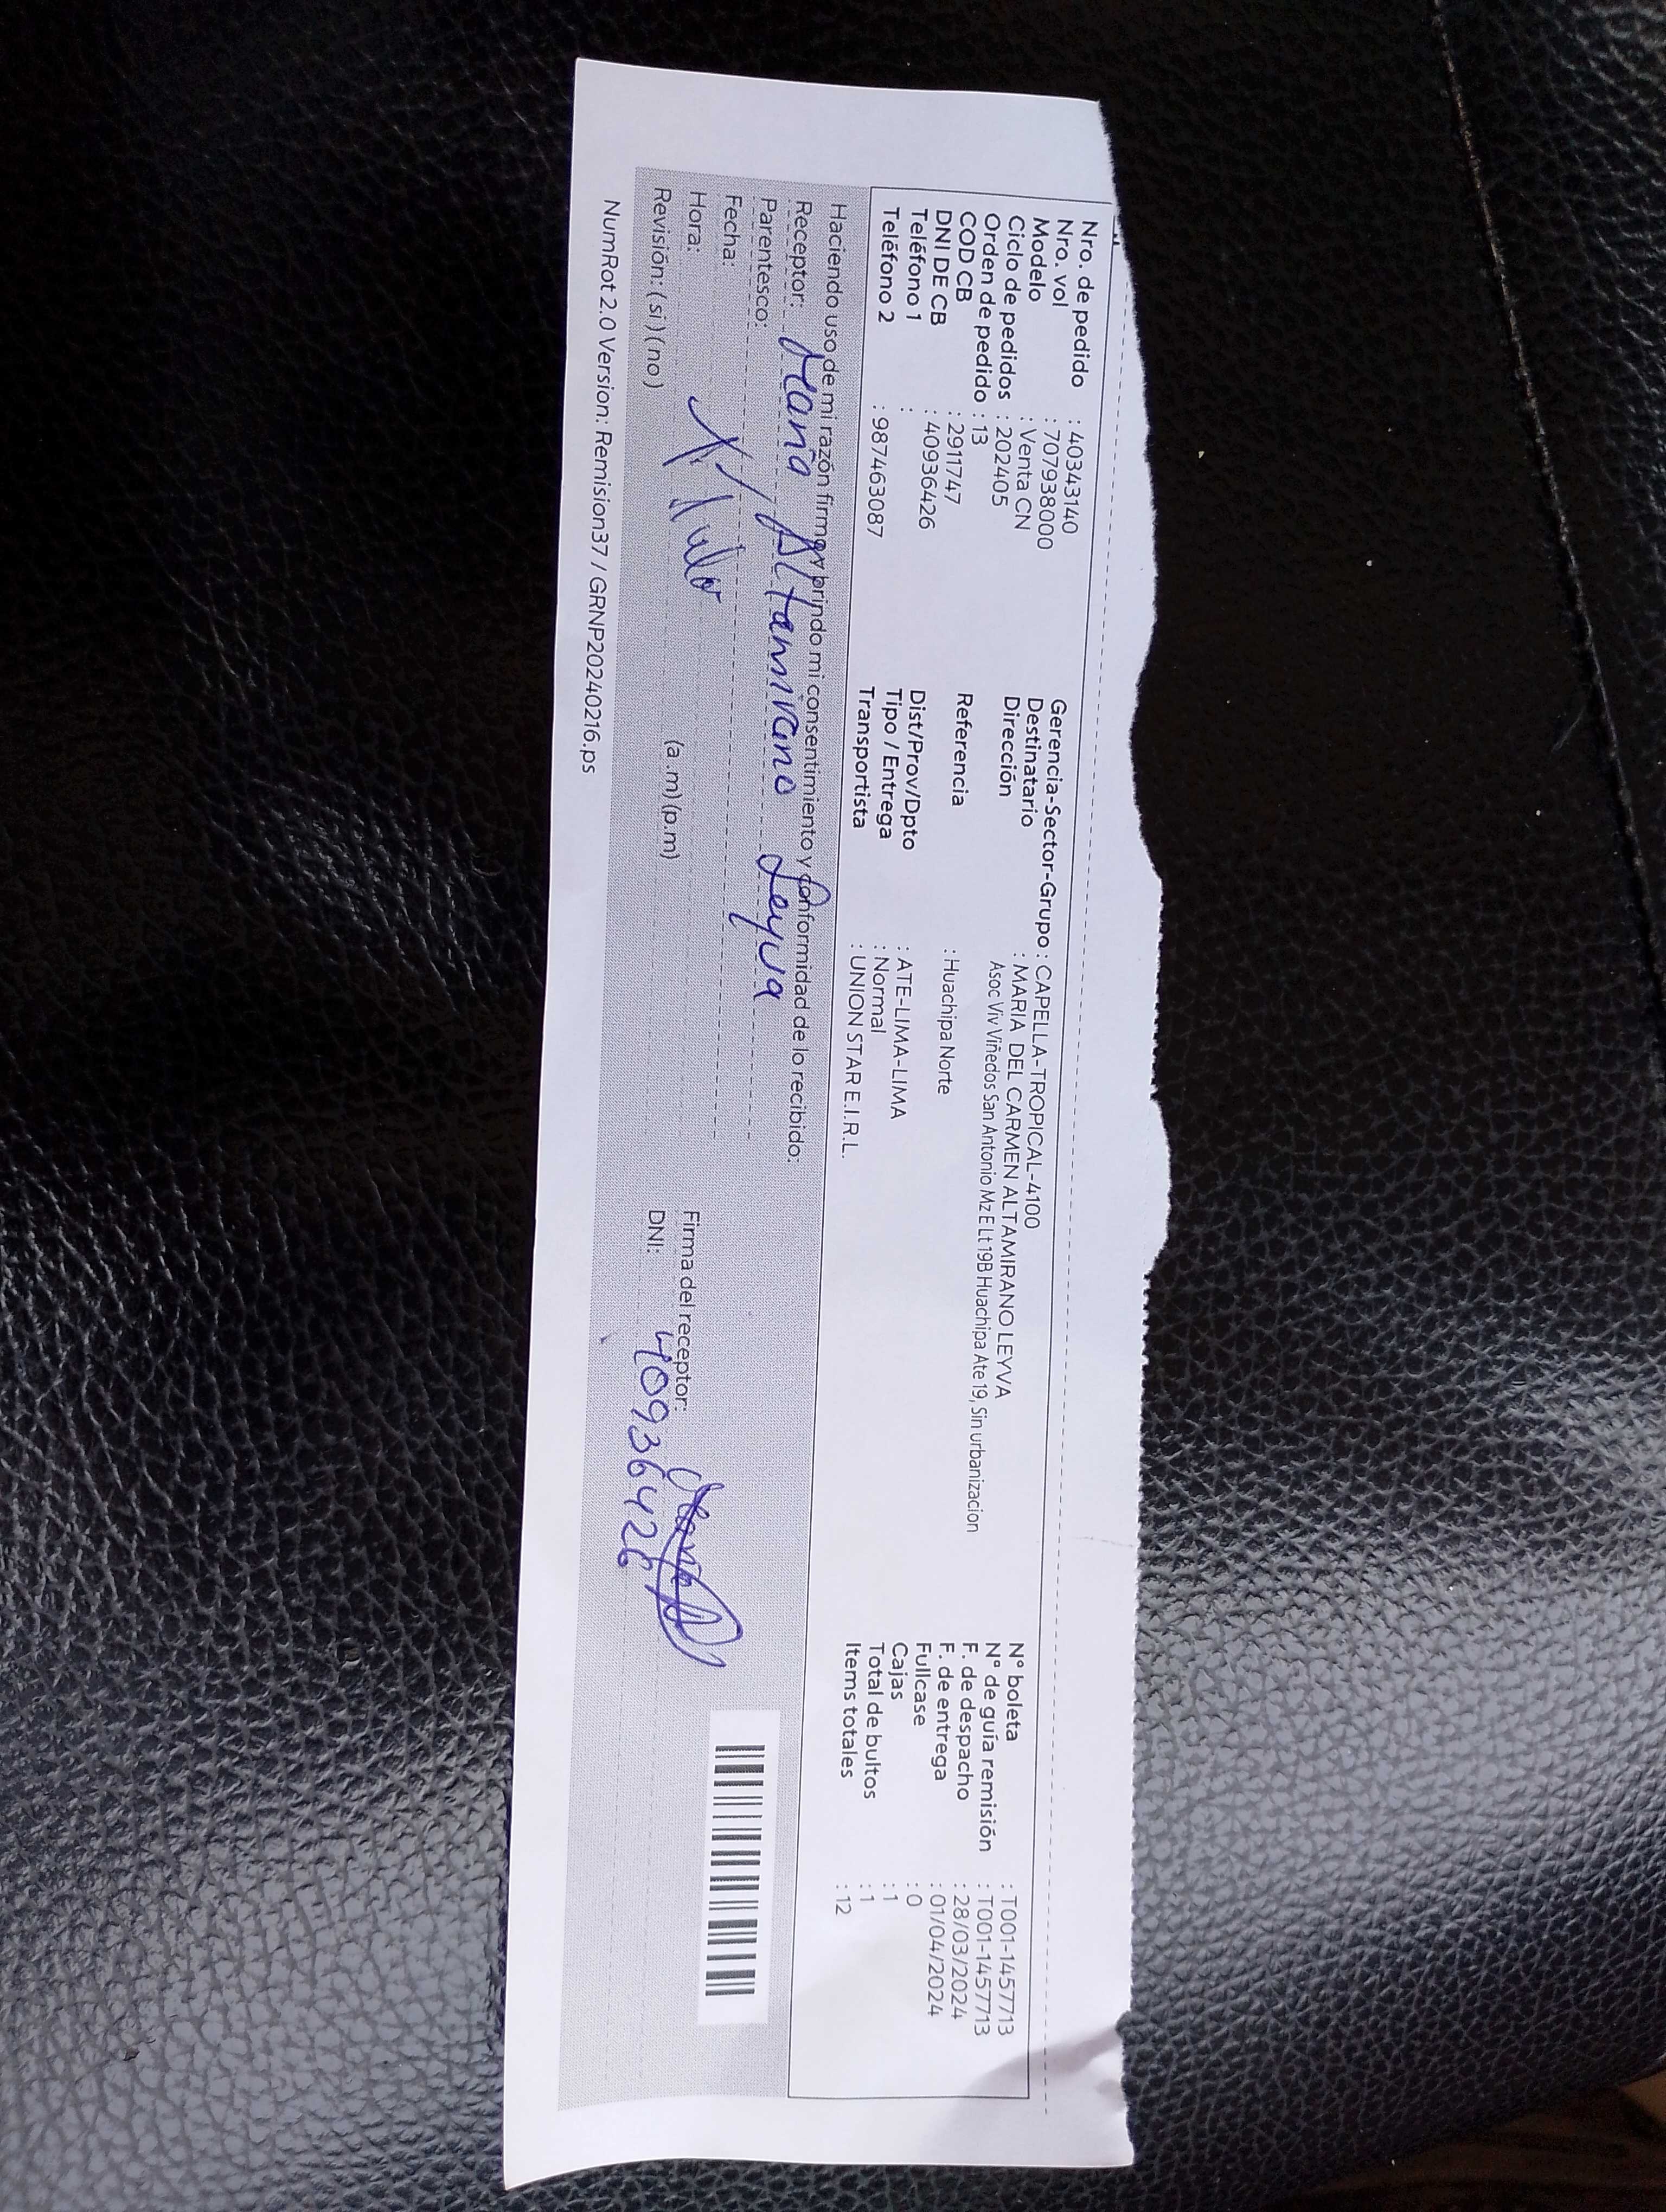 Nro. de pedido : 40343140
Nro. vol : 707938000
Modelo : Venta CN
Ciclo de pedidos : 202405
Orden de pedido : 13
COD CB : 2911747
DNI DE CB : 40936426
Teléfono 1 :
Teléfono 2 : 987463087
Gerencia-Sector-Grupo : CAPELLA-TROPICAL-4100
Destinatario : MARIA DEL CARMEN ALTAMIRANO LEYVA
Dirección Asoc Viv Viñedos San Antonio Mz E Lt 19B Huachipa Ate 19, Sin urbanizacion
Referencia : Huachipa Norte
Dist/Prov/Dpto : ATE-LIMA-LIMA
Tipo / Entrega : Normal
Transportista : UNION STAR E.I.R.L.
N° boleta : T001-1457713
N° de guía remisión : T001-1457713
F. de despacho : 28/03/2024
F. de entrega : 01/04/2024
Fullcase : 0
Cajas : 1
Total de bultos : 1
Items totales : 12
Haciendo uso de mi razón firmo y brindo mi consentimiento y conformidad de lo recibido:
Receptor: Altamirano Leyva
Parentesco:
Fecha:
Hora: (a .m) (p.m)
Revisión: ( si ) ( no )
Firma del receptor:
DNI: 40936426
NumRot 2.0 Version: Remision37 / GRNP20240216.ps